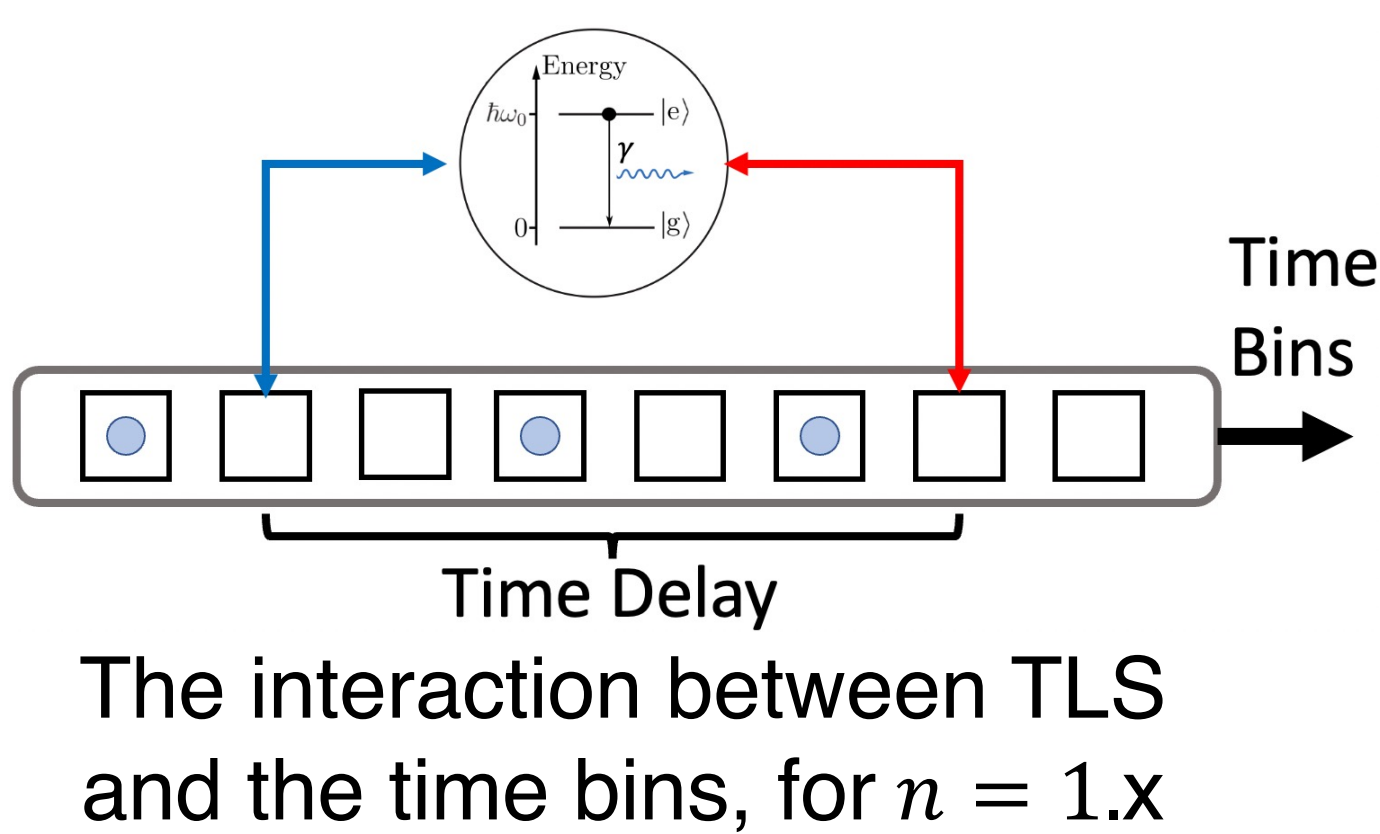 Energy
ħω₀
|e⟩
γ
0
|g⟩
Time
Bins
Time Delay
The interaction between TLS
and the time bins, for n = 1.x